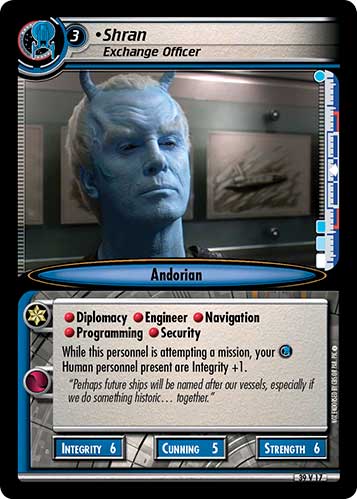 3
•Shran
Exchange Officer
Andorian
Diplomacy Engineer Navigation
Programming Security
While this personnel is attempting a mission, your
Human personnel present are Integrity +1.
"Perhaps future ships will be named after our vessels, especially if
we do something historic… together."
INTEGRITY 6 CUNNING 5 STRENGTH 6
39 V 17